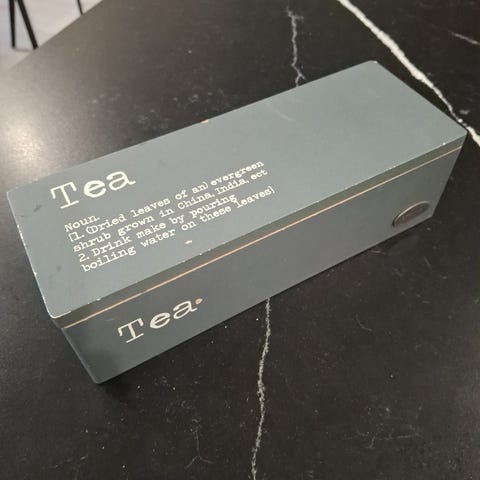 Tea
Noun.
[1.(Dried leaves of an) evergreen
shrub grown in China, India, ect
2. Drink make by pouring
boiling water on these leaves]
Tea.